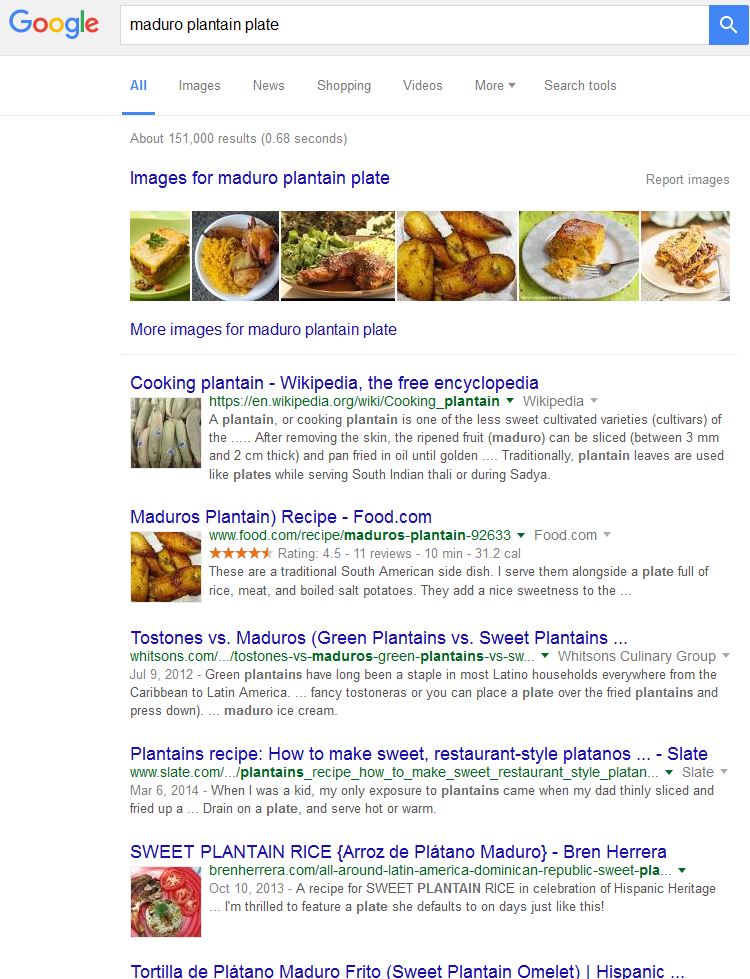 Google
maduro plantain plate
All Images News Shopping Videos More Search tools
About 151,000 results (0.68 seconds)
Images for maduro plantain plate
Report images
More images for maduro plantain plate
Cooking plantain - Wikipedia, the free encyclopedia
https://en.wikipedia.org/wiki/Cooking_plantain Wikipedia
A plantain, or cooking plantain is one of the less sweet cultivated varieties (cultivars) of
the ..... After removing the skin, the ripened fruit (maduro) can be sliced (between 3 mm
and 2 cm thick) and pan fried in oil until golden .... Traditionally, plantain leaves are used
like plates while serving South Indian thali or during Sadya.
Maduros Plantain) Recipe - Food.com
www.food.com/recipe/maduros-plantain-92633 Food.com
Rating: 4.5 - 11 reviews - 10 min - 31.2 cal
These are a traditional South American side dish. I serve them alongside a plate full of
rice, meat, and boiled salt potatoes. They add a nice sweetness to the ...
Tostones vs. Maduros (Green Plantains vs. Sweet Plantains ...
whitsons.com/.../tostones-vs-maduros-green-plantains-vs-sw... Whitsons Culinary Group
Jul 9, 2012 - Green plantains have long been a staple in most Latino households everywhere from the
Caribbean to Latin America. ... fancy tostoneras or you can place a plate over the fried plantains and
press down). ... maduro ice cream.
Plantains recipe: How to make sweet, restaurant-style platanos ... - Slate
www.slate.com/.../plantains_recipe_how_to_make_sweet_restaurant_style_platan... Slate
Mar 6, 2014 - When I was a kid, my only exposure to plantains came when my dad thinly sliced and
fried up a ... Drain on a plate, and serve hot or warm.
SWEET PLANTAIN RICE {Arroz de Plátano Maduro} - Bren Herrera
brenherrera.com/all-around-latin-america-dominican-republic-sweet-pla...
Oct 10, 2013 - A recipe for SWEET PLANTAIN RICE in celebration of Hispanic Heritage
... I'm thrilled to feature a plate she defaults to on days just like this!
Tortilla de Plátano Maduro Frito (Sweet Plantain Omelet) | Hispanic ...